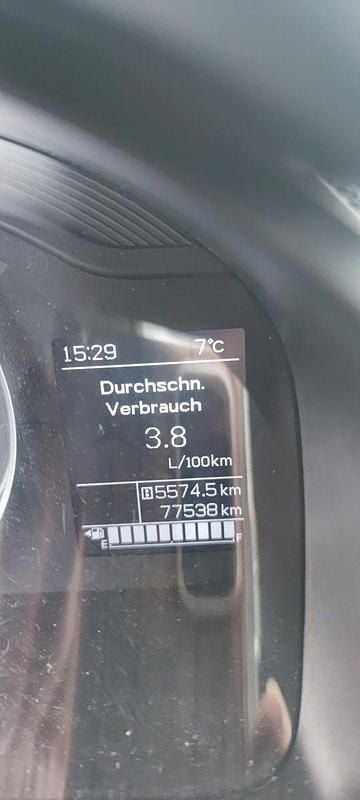 15:29 7°C
Durchschn.
Verbrauch
3.8
L/100km
B 5574.5 km
77538 km
E F